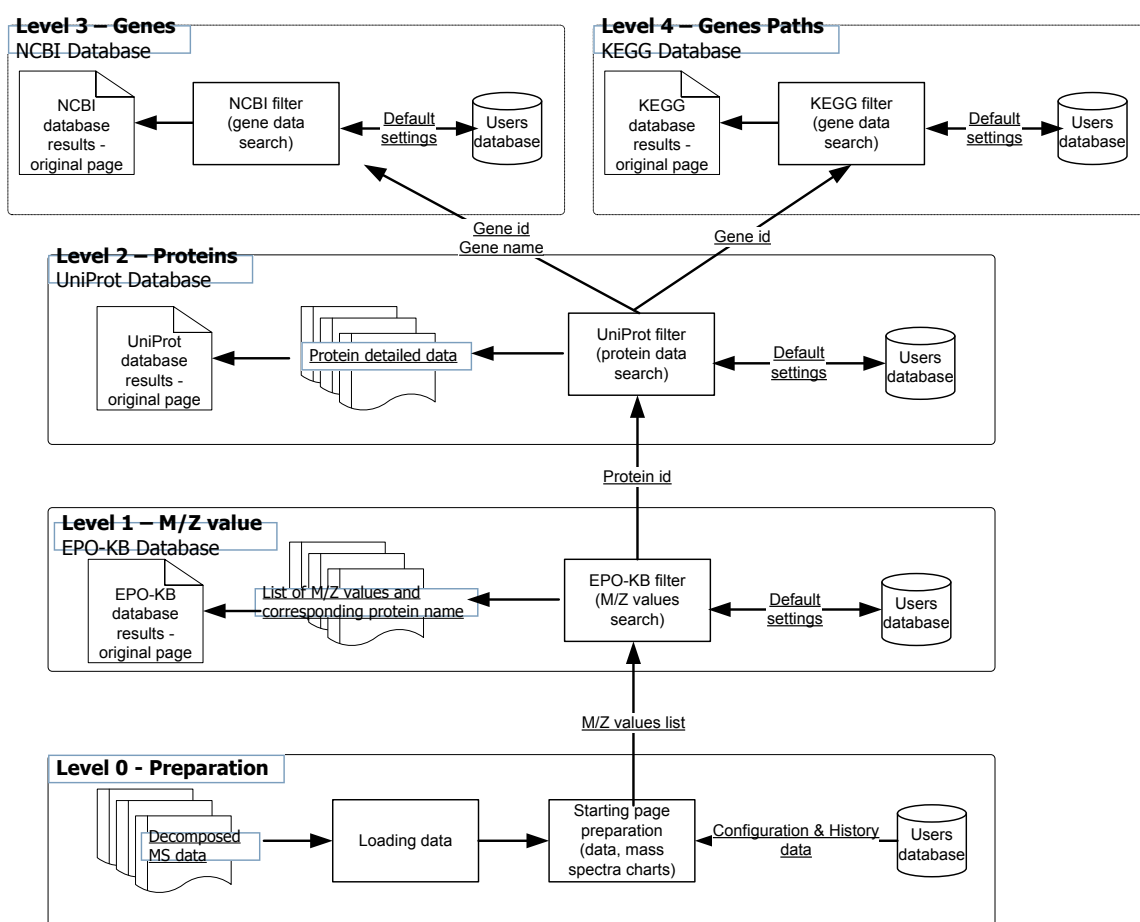 Level 3 – Genes
NCBI Database
NCBI
database
results -
original page
NCBI filter
(gene data
search)
Default
settings
Users
database
Level 4 – Genes Paths
KEGG Database
KEGG
database
results -
original page
KEGG filter
(gene data
search)
Default
settings
Users
database
Gene id
Gene name
Gene id
Level 2 – Proteins
UniProt Database
UniProt
database
results -
original page
Protein detailed data
UniProt filter
(protein data
search)
Default
settings
Users
database
Protein id
Level 1 – M/Z value
EPO-KB Database
EPO-KB
database
results -
original page
List of M/Z values and
corresponding protein name
EPO-KB filter
(M/Z values
search)
Default
settings
Users
database
M/Z values list
Level 0 - Preparation
Decomposed
MS data
Loading data
Starting page
preparation
(data, mass
spectra charts)
Configuration & History
data
Users
database